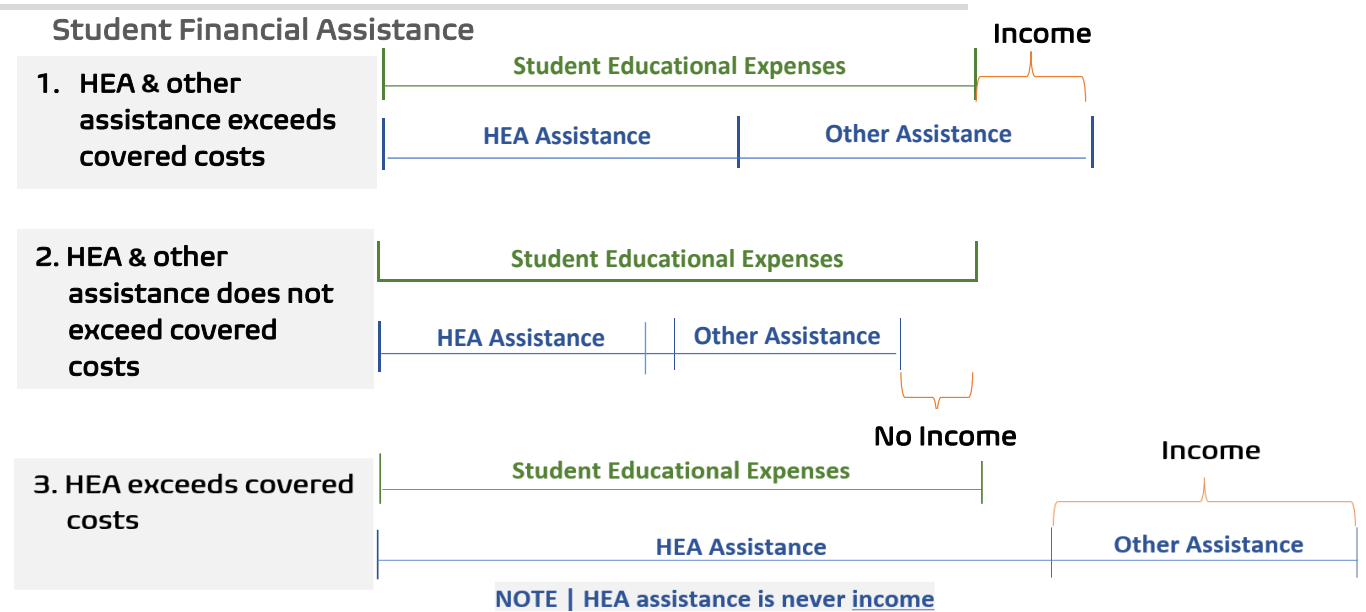 Student Financial Assistance
Income
1. HEA & other
assistance exceeds
covered costs
Student Educational Expenses
HEA Assistance
Other Assistance
2. HEA & other
assistance does not
exceed covered
costs
Student Educational Expenses
HEA Assistance
Other Assistance
No Income
3. HEA exceeds covered
costs
Student Educational Expenses
Income
HEA Assistance
Other Assistance
NOTE | HEA assistance is never income